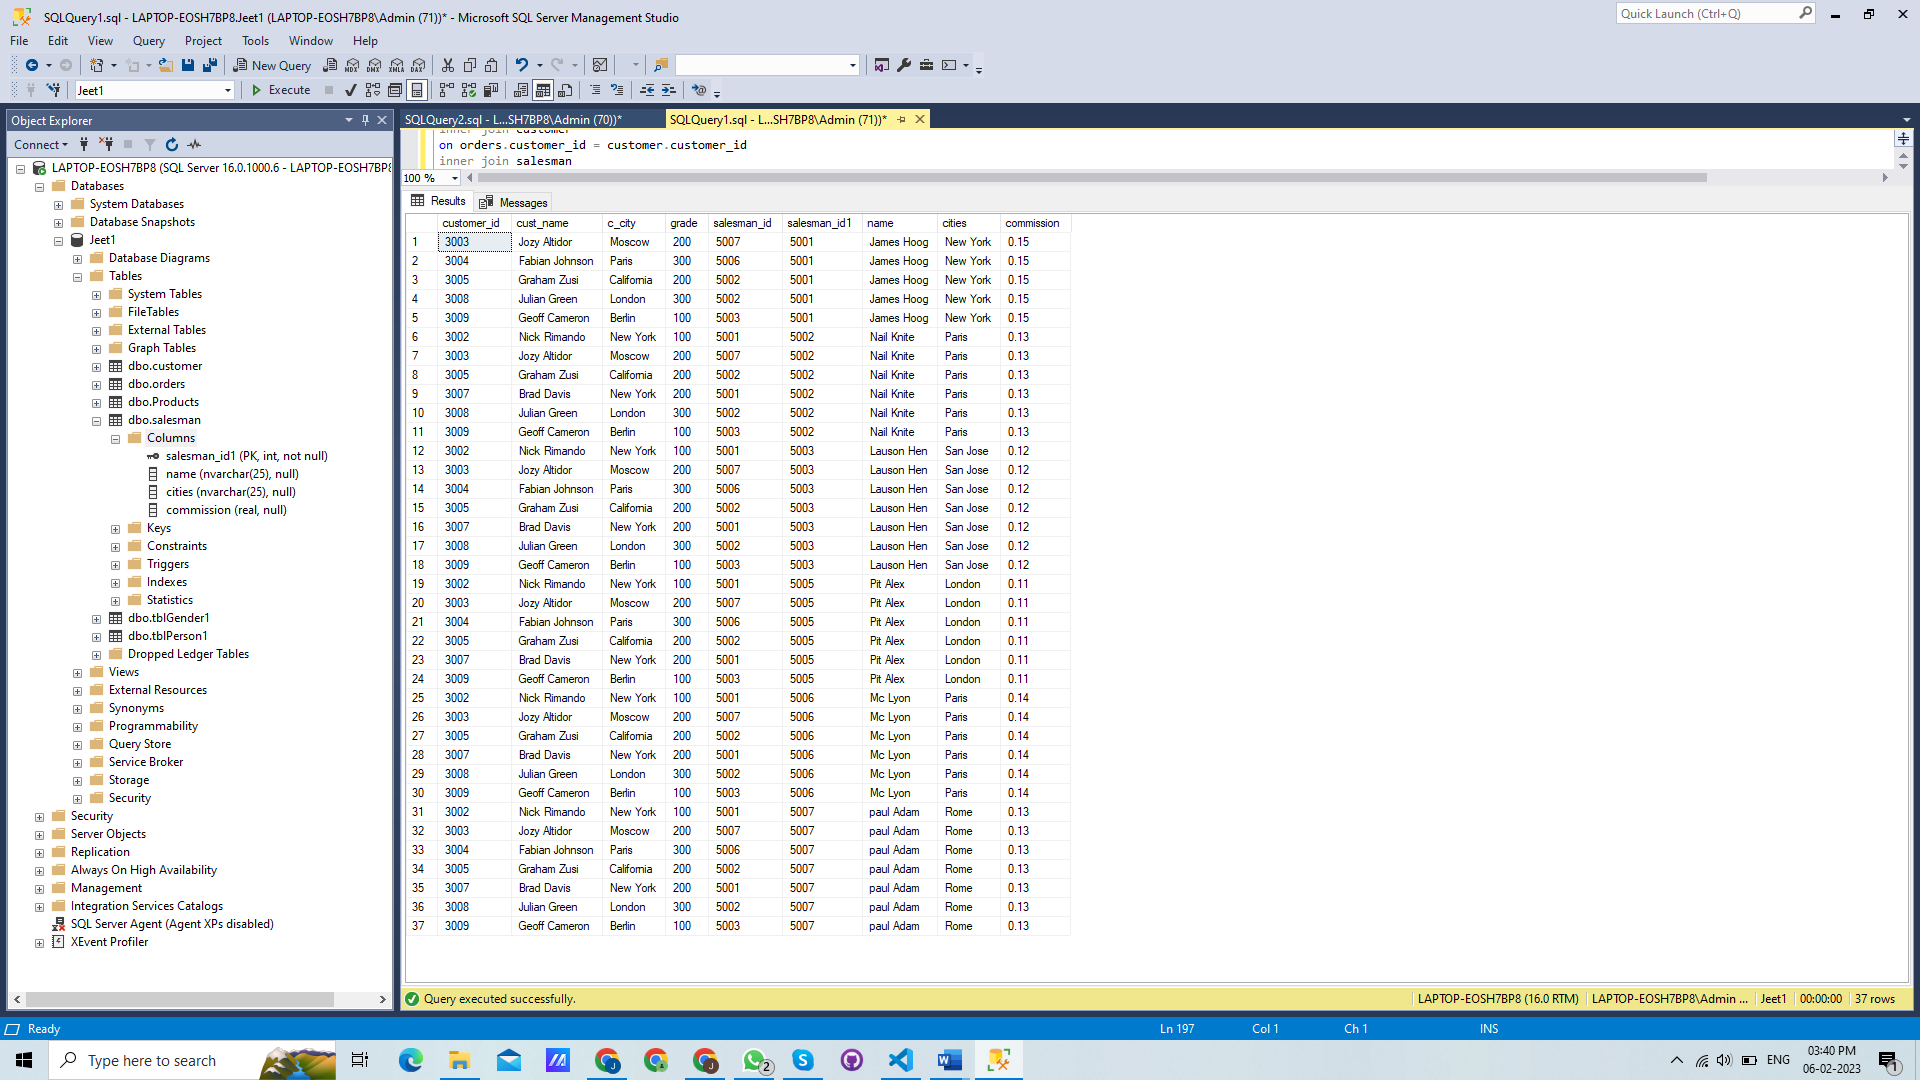 SQLQuery1.sql - LAPTOP-EOSH7BP8.Jeet1 (LAPTOP-EOSH7BP8\Admin (71))* - Microsoft SQL Server Management Studio
Quick Launch (Ctrl+Q)
File Edit View Query Project Tools Window Help
New Query MDX DMX XMLA DAX
Jeet1 Execute
Object Explorer
Connect
LAPTOP-EOSH7BP8 (SQL Server 16.0.1000.6 - LAPTOP-EOSH7BP8
Databases
System Databases
Database Snapshots
Jeet1
Database Diagrams
Tables
System Tables
FileTables
External Tables
Graph Tables
dbo.customer
dbo.orders
dbo.Products
dbo.salesman
Columns
salesman_id1 (PK, int, not null)
name (nvarchar(25), null)
cities (nvarchar(25), null)
commission (real, null)
Keys
Constraints
Triggers
Indexes
Statistics
dbo.tblGender1
dbo.tblPerson1
Dropped Ledger Tables
Views
External Resources
Synonyms
Programmability
Query Store
Service Broker
Storage
Security
Security
Server Objects
Replication
Always On High Availability
Management
Integration Services Catalogs
SQL Server Agent (Agent XPs disabled)
XEvent Profiler
SQLQuery2.sql - L...SH7BP8\Admin (70))* SQLQuery1.sql - L...SH7BP8\Admin (71))*
inner join customer
on orders.customer_id = customer.customer_id
inner join salesman
100 %
Results Messages
customer_id cust_name c_city grade salesman_id salesman_id1 name cities commission
1 3003 Jozy Altidor Moscow 200 5007 5001 James Hoog New York 0.15
2 3004 Fabian Johnson Paris 300 5006 5001 James Hoog New York 0.15
3 3005 Graham Zusi California 200 5002 5001 James Hoog New York 0.15
4 3008 Julian Green London 300 5002 5001 James Hoog New York 0.15
5 3009 Geoff Cameron Berlin 100 5003 5001 James Hoog New York 0.15
6 3002 Nick Rimando New York 100 5001 5002 Nail Knite Paris 0.13
7 3003 Jozy Altidor Moscow 200 5007 5002 Nail Knite Paris 0.13
8 3005 Graham Zusi California 200 5002 5002 Nail Knite Paris 0.13
9 3007 Brad Davis New York 200 5001 5002 Nail Knite Paris 0.13
10 3008 Julian Green London 300 5002 5002 Nail Knite Paris 0.13
11 3009 Geoff Cameron Berlin 100 5003 5002 Nail Knite Paris 0.13
12 3002 Nick Rimando New York 100 5001 5003 Lauson Hen San Jose 0.12
13 3003 Jozy Altidor Moscow 200 5007 5003 Lauson Hen San Jose 0.12
14 3004 Fabian Johnson Paris 300 5006 5003 Lauson Hen San Jose 0.12
15 3005 Graham Zusi California 200 5002 5003 Lauson Hen San Jose 0.12
16 3007 Brad Davis New York 200 5001 5003 Lauson Hen San Jose 0.12
17 3008 Julian Green London 300 5002 5003 Lauson Hen San Jose 0.12
18 3009 Geoff Cameron Berlin 100 5003 5003 Lauson Hen San Jose 0.12
19 3002 Nick Rimando New York 100 5001 5005 Pit Alex London 0.11
20 3003 Jozy Altidor Moscow 200 5007 5005 Pit Alex London 0.11
21 3004 Fabian Johnson Paris 300 5006 5005 Pit Alex London 0.11
22 3005 Graham Zusi California 200 5002 5005 Pit Alex London 0.11
23 3007 Brad Davis New York 200 5001 5005 Pit Alex London 0.11
24 3009 Geoff Cameron Berlin 100 5003 5005 Pit Alex London 0.11
25 3002 Nick Rimando New York 100 5001 5006 Mc Lyon Paris 0.14
26 3003 Jozy Altidor Moscow 200 5007 5006 Mc Lyon Paris 0.14
27 3005 Graham Zusi California 200 5002 5006 Mc Lyon Paris 0.14
28 3007 Brad Davis New York 200 5001 5006 Mc Lyon Paris 0.14
29 3008 Julian Green London 300 5002 5006 Mc Lyon Paris 0.14
30 3009 Geoff Cameron Berlin 100 5003 5006 Mc Lyon Paris 0.14
31 3002 Nick Rimando New York 100 5001 5007 paul Adam Rome 0.13
32 3003 Jozy Altidor Moscow 200 5007 5007 paul Adam Rome 0.13
33 3004 Fabian Johnson Paris 300 5006 5007 paul Adam Rome 0.13
34 3005 Graham Zusi California 200 5002 5007 paul Adam Rome 0.13
35 3007 Brad Davis New York 200 5001 5007 paul Adam Rome 0.13
36 3008 Julian Green London 300 5002 5007 paul Adam Rome 0.13
37 3009 Geoff Cameron Berlin 100 5003 5007 paul Adam Rome 0.13
Query executed successfully. LAPTOP-EOSH7BP8 (16.0 RTM) LAPTOP-EOSH7BP8\Admin ... Jeet1 00:00:00 37 rows
Ready Ln 197 Col 1 Ch 1 INS
Type here to search 2 ENG 03:40 PM
06-02-2023 1